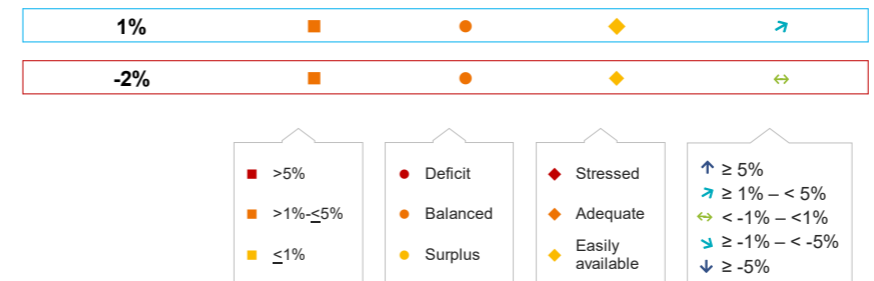 1%
-2%
>5%
>1%-≤5%
≤1%
Deficit
Balanced
Surplus
Stressed
Adequate
Easily
available
≥ 5%
≥ 1% – < 5%
< -1% – <1%
≥ -1% – < -5%
≥ -5%